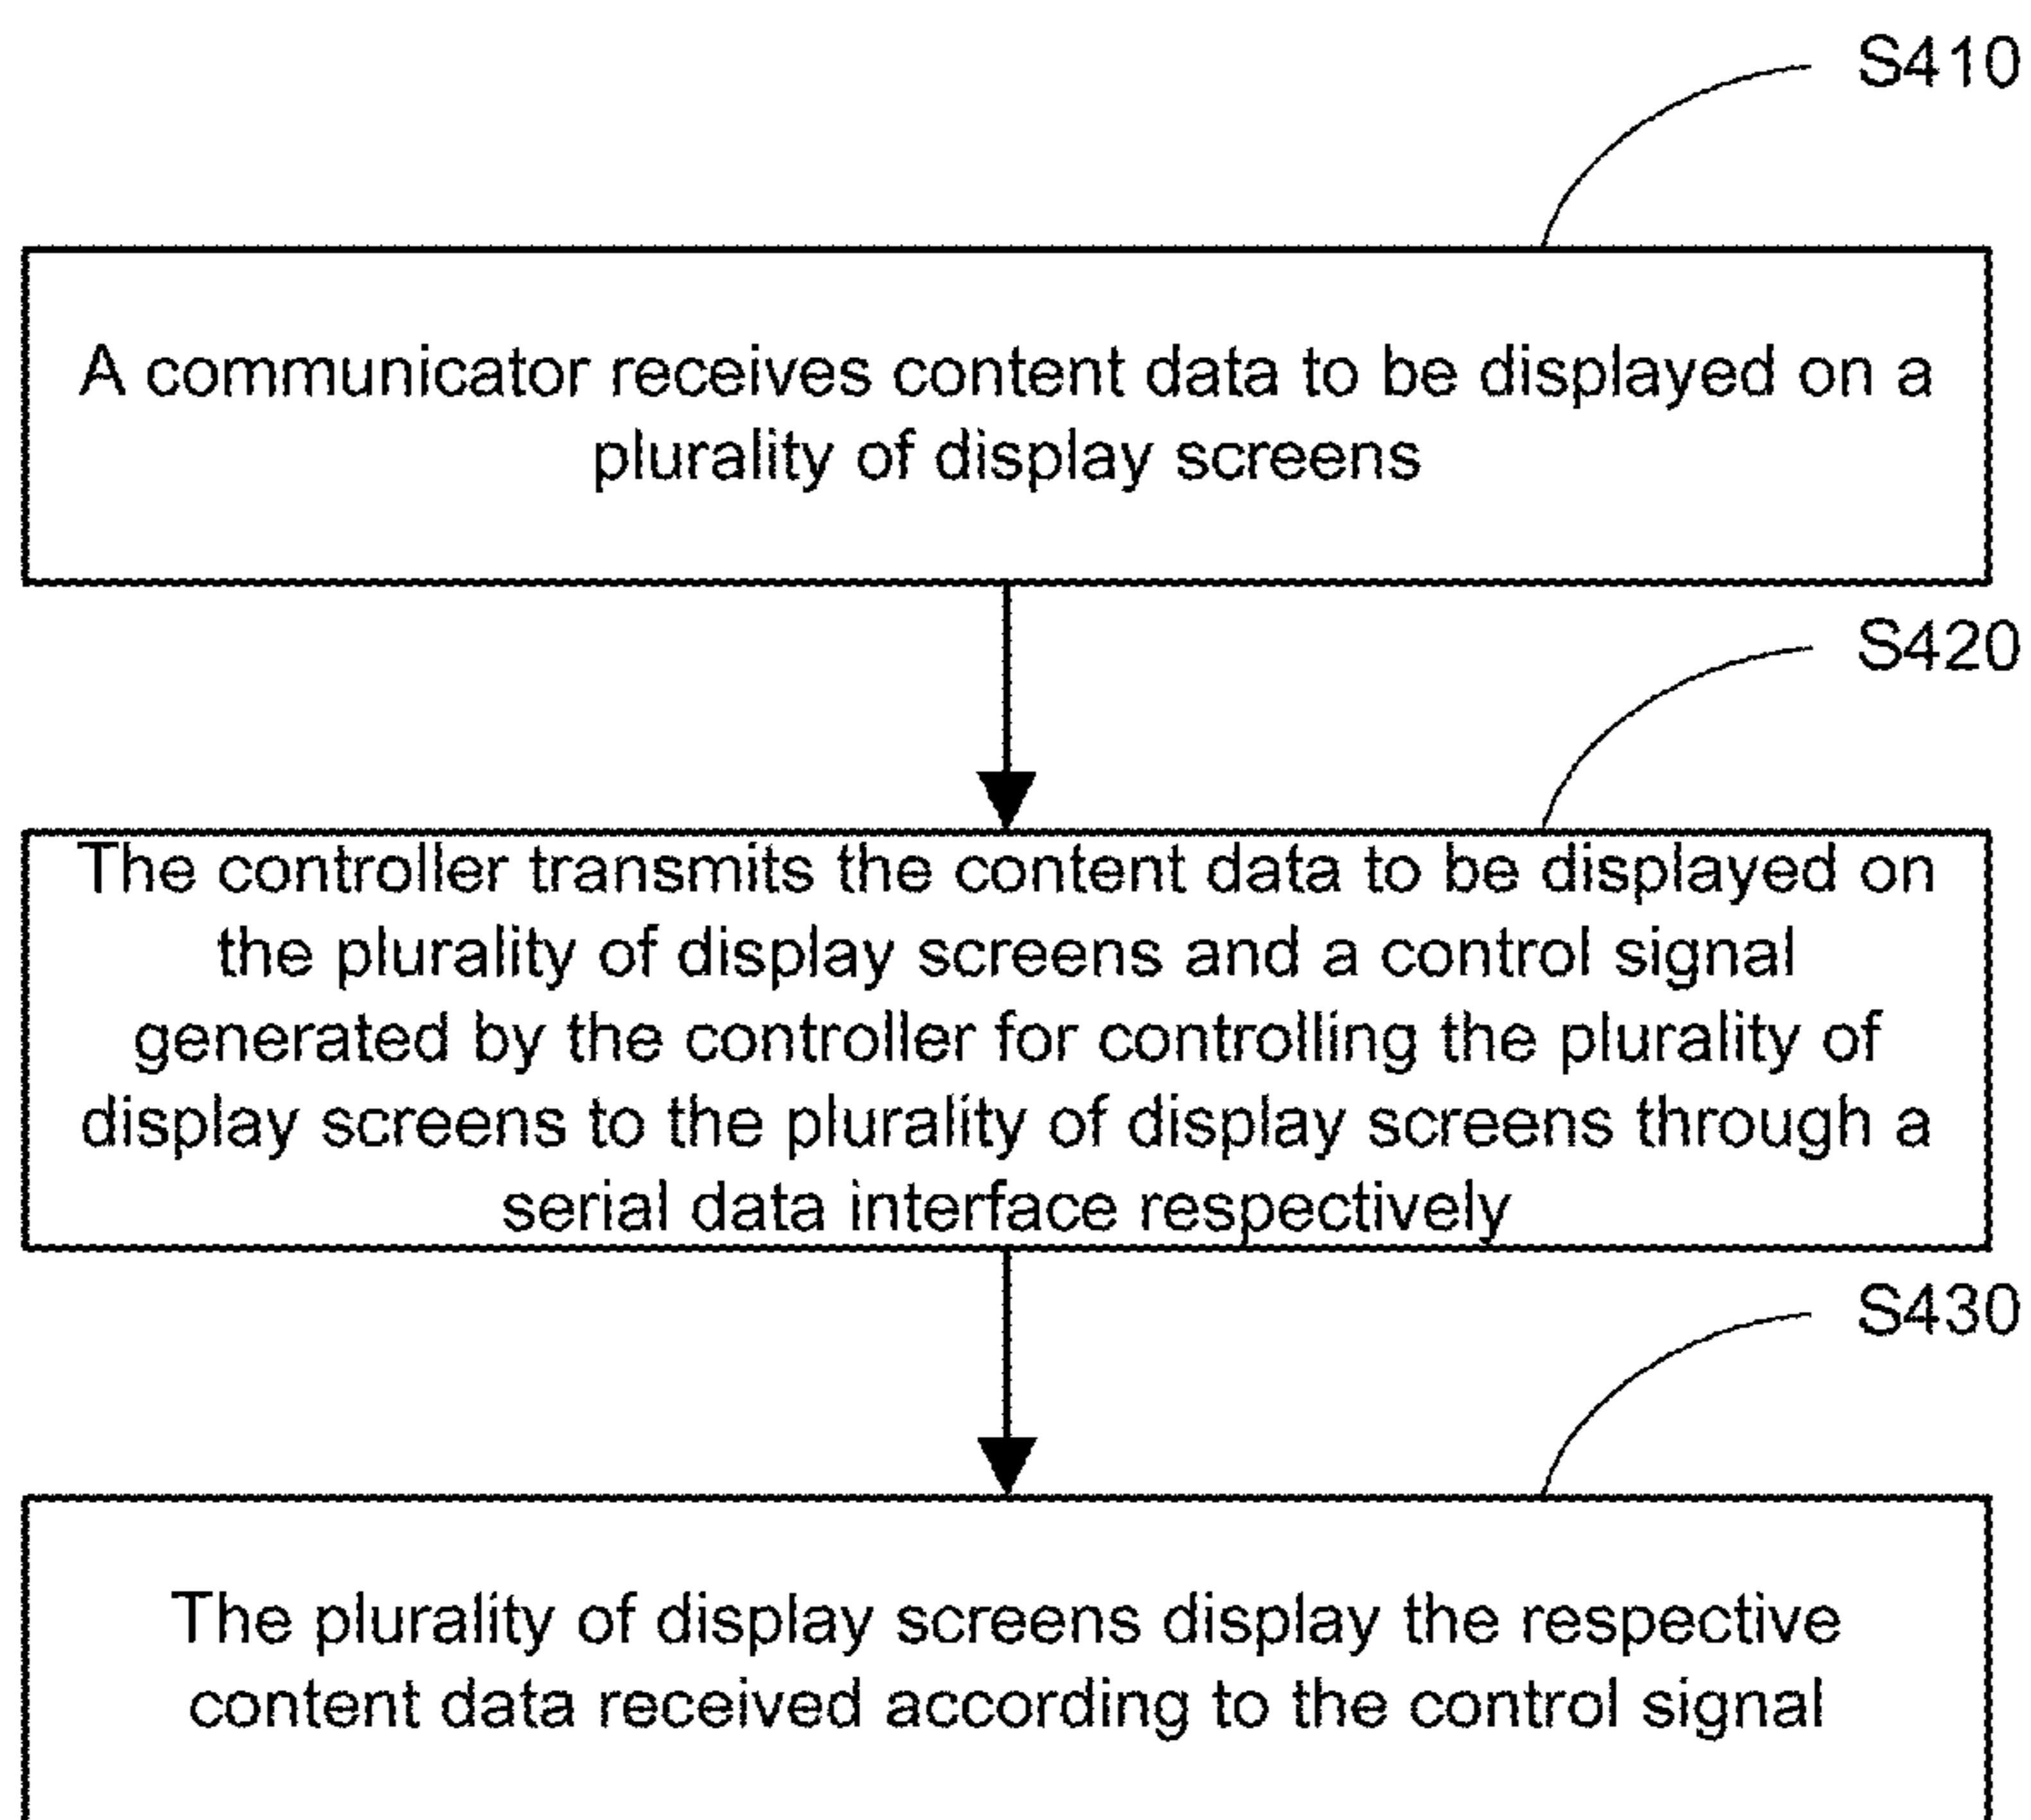 S410
A communicator receives content data to be displayed on a
plurality of display screens
S420
The controller transmits the content data to be displayed on
the plurality of display screens and a control signal
generated by the controller for controlling the plurality of
display screens to the plurality of display screens through a
serial data interface respectively
S430
The plurality of display screens display the respective
content data received according to the control signal